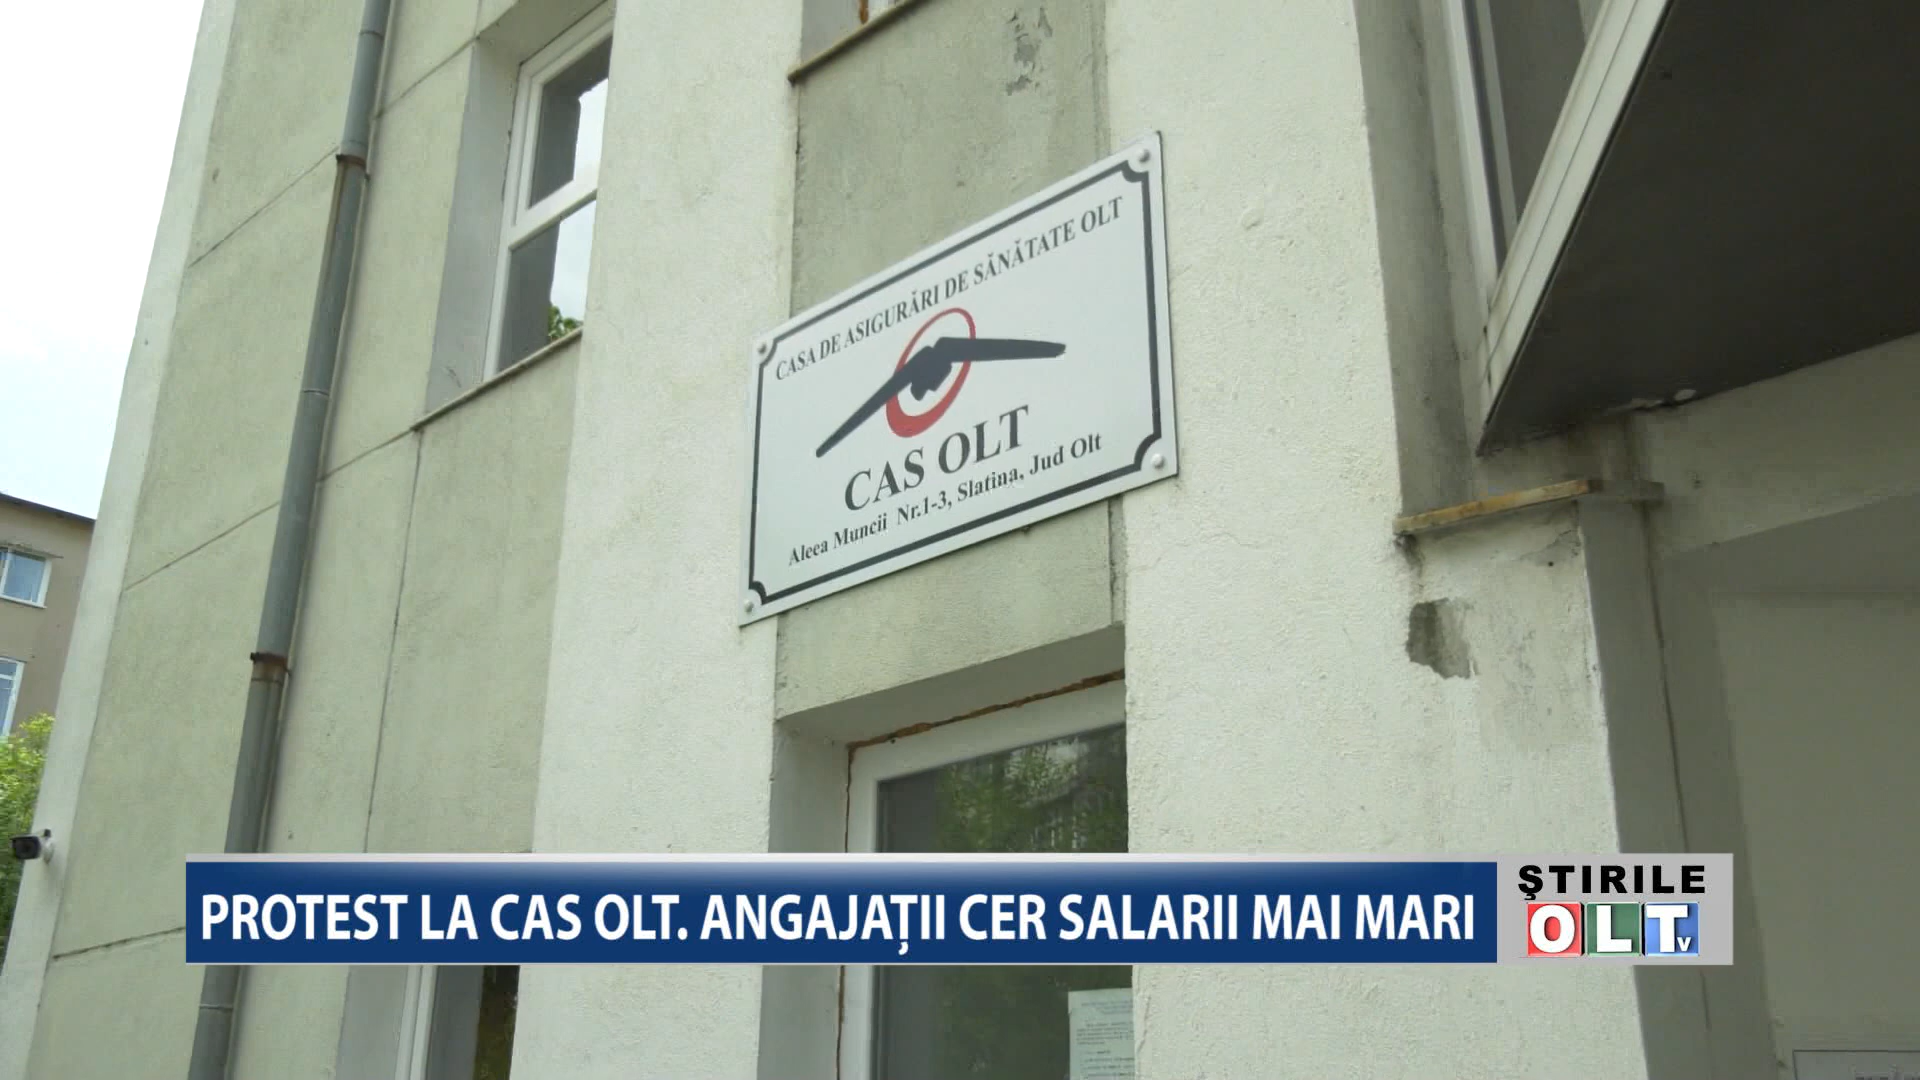 CASA DE ASIGURĂRI DE SĂNĂTATE OLT
CAS OLT
Aleea Muncii Nr.1-3, Slatina, Jud Olt
PROTEST LA CAS OLT. ANGAJAȚII CER SALARII MAI MARI
ŞTIRILE
OLTV